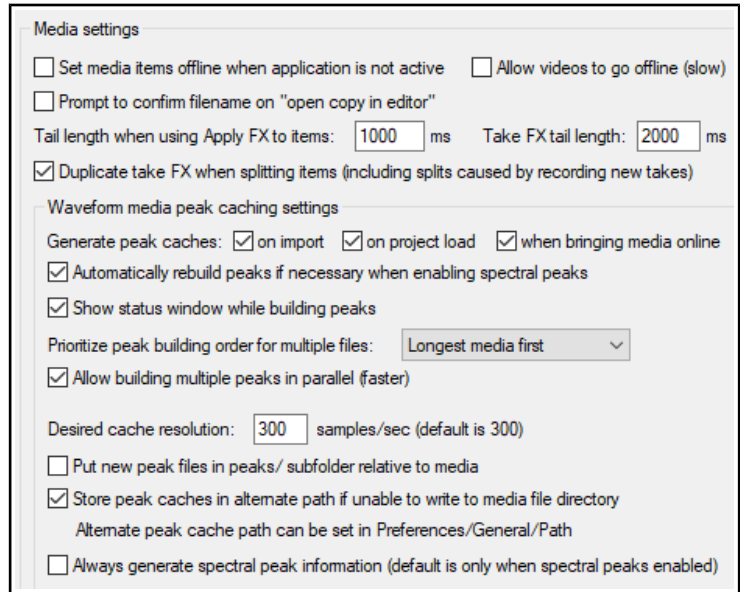 Media settings
Set media items offline when application is not active Allow videos to go offline (slow)
Prompt to confirm filename on "open copy in editor"
Tail length when using Apply FX to items: 1000 ms Take FX tail length: 2000 ms
Duplicate take FX when splitting items (including splits caused by recording new takes)
Waveform media peak caching settings
Generate peak caches: on import on project load when bringing media online
Automatically rebuild peaks if necessary when enabling spectral peaks
Show status window while building peaks
Prioritize peak building order for multiple files: Longest media first
Allow building multiple peaks in parallel (faster)
Desired cache resolution: 300 samples/sec (default is 300)
Put new peak files in peaks/ subfolder relative to media
Store peak caches in alternate path if unable to write to media file directory
Alternate peak cache path can be set in Preferences/General/Path
Always generate spectral peak information (default is only when spectral peaks enabled)